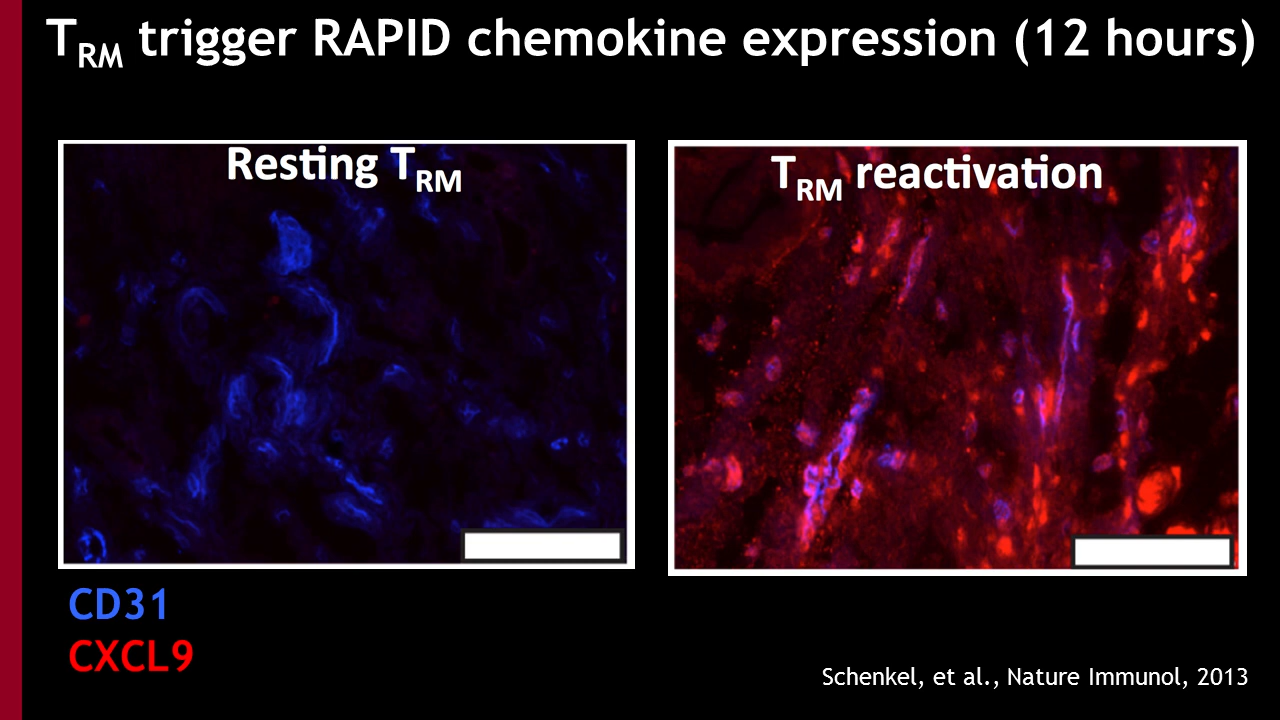 TRM trigger RAPID chemokine expression (12 hours)
Resting TRM
TRM reactivation
CD31
CXCL9
Schenkel, et al., Nature Immunol, 2013